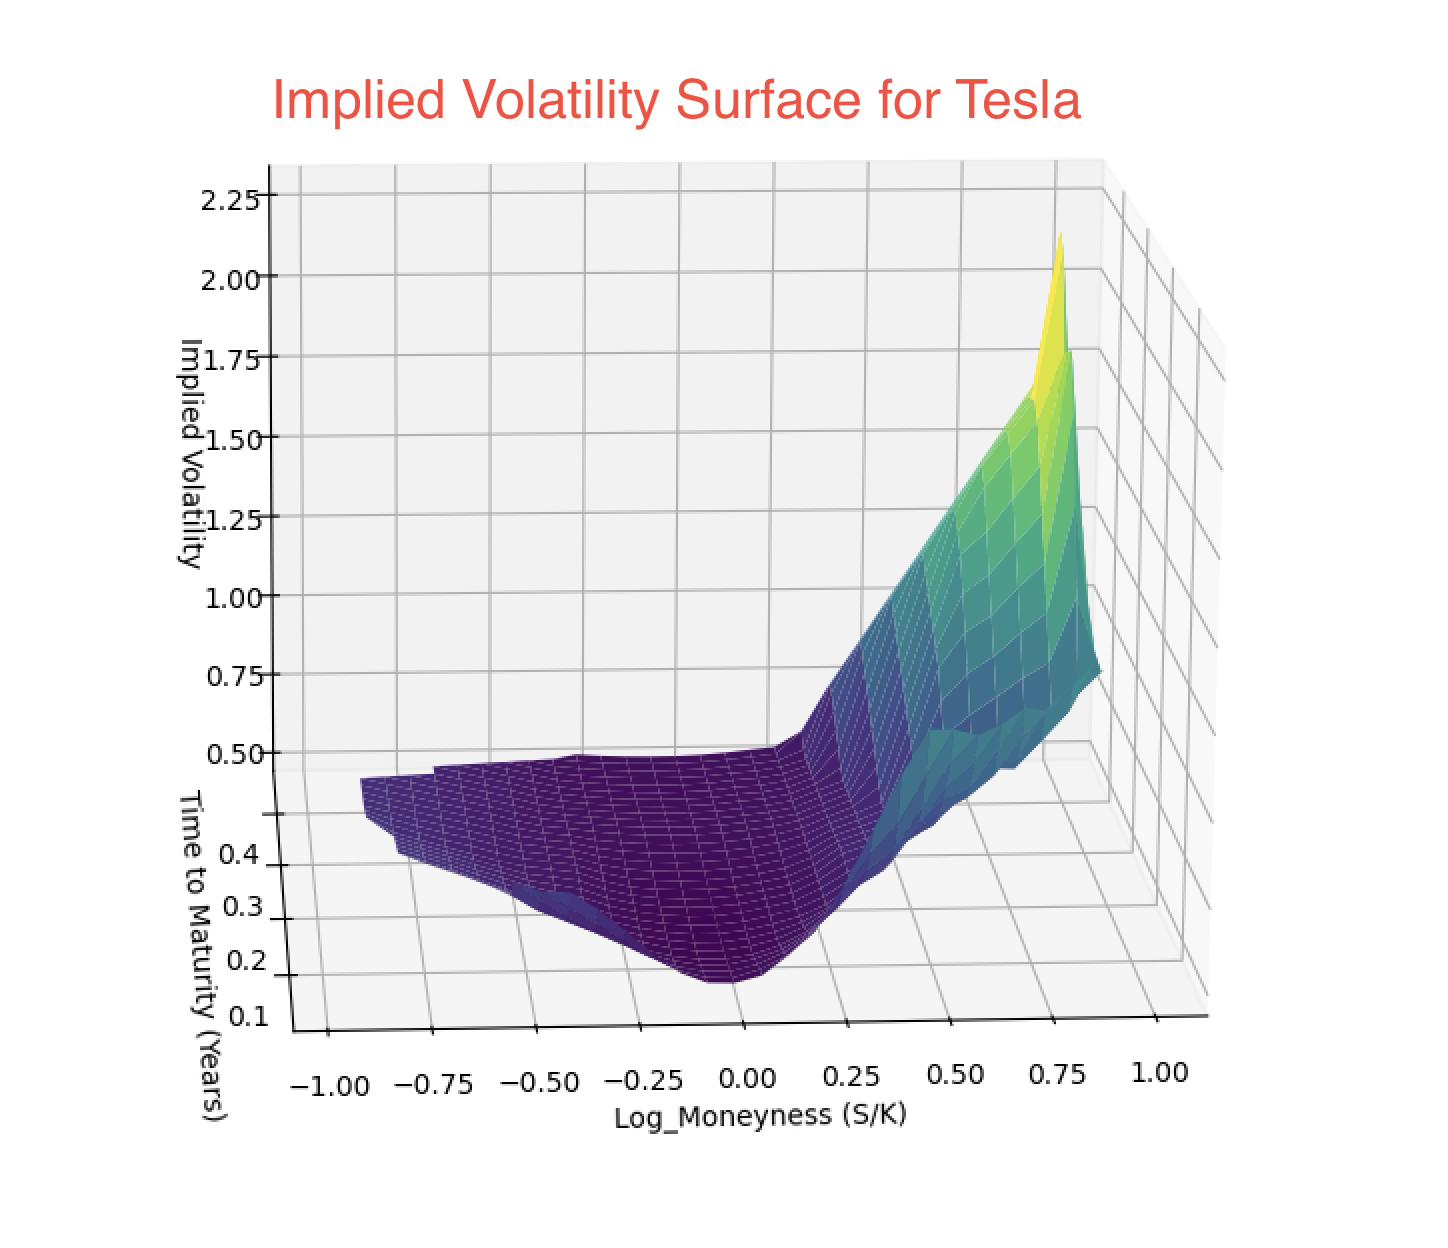 Implied Volatility Surface for Tesla
2.25
2.00
1.75
1.50
1.25
1.00
0.75
0.50
Implied Volatility
0.4
0.3
0.2
0.1
Time to Maturity (Years)
−1.00 −0.75 −0.50 −0.25 0.00 0.25 0.50 0.75 1.00
Log_Moneyness (S/K)